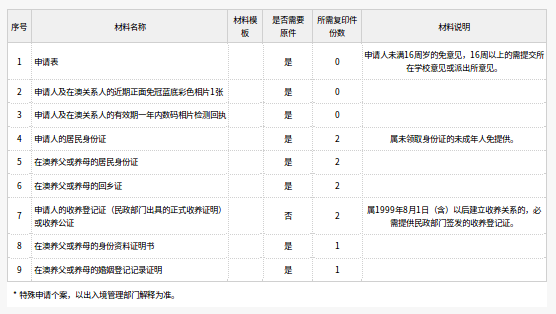 序号 材料名称 材料模板 是否需要原件 所需复印件份数 材料说明
1 申请表 是 0 申请人未满16周岁的免意见，16周以上的需提交所在学校意见或派出所意见。
2 申请人及在澳关系人的近期正面免冠蓝底彩色相片1张 是 0
3 申请人及在澳关系人的有效期一年内数码相片检测回执 是 0
4 申请人的居民身份证 是 2 属未领取身份证的未成年人免提供。
5 在澳养父或养母的居民身份证 是 2
6 在澳养父或养母的回乡证 是 2
7 申请人的收养登记证（民政部门出具的正式收养证明）或收养公证 否 2 属1999年8月1日（含）以后建立收养关系的，必需提供民政部门签发的收养登记证。
8 在澳养父或养母的身份资料证明书 是 1
9 在澳养父或养母的婚姻登记记录证明 是 1
* 特殊申请个案，以出入境管理部门解释为准。